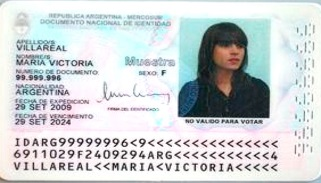 REPUBLICA ARGENTINA - MERCOSUR
DOCUMENTO NACIONAL DE IDENTIDAD
APELLIDO/S
VILLAREAL
NOMBRE/S
MARIA VICTORIA
Muestra
SEXO: F
NUMERO DE DOCUMENTO
99.999.999
NACIONALIDAD
ARGENTINA
FECHA DE EXPEDICION
29 SET 2009
FIRMA DEL IDENTIFICADO
FECHA DE VENCIMIENTO
29 SET 2024
NO VALIDO PARA VOTAR
IDARG99999996<9<<<<<<<<<<<<<<<
6911029F2409294ARG<<<<<<<<<<<4
VILLAREAL<<MARIA<VICTORIA<<<<<